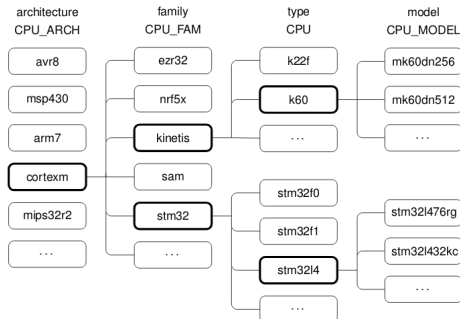 architecture
CPU_ARCH
avr8
msp430
arm7
cortexm
mips32r2
. . .
family
CPU_FAM
ezr32
nrf5x
kinetis
sam
stm32
. . .
type
CPU
k22f
k60
. . .
stm32f0
stm32f1
stm32l4
. . .
model
CPU_MODEL
mk60dn256
mk60dn512
. . .
stm32l476rg
stm32l432kc
. . .